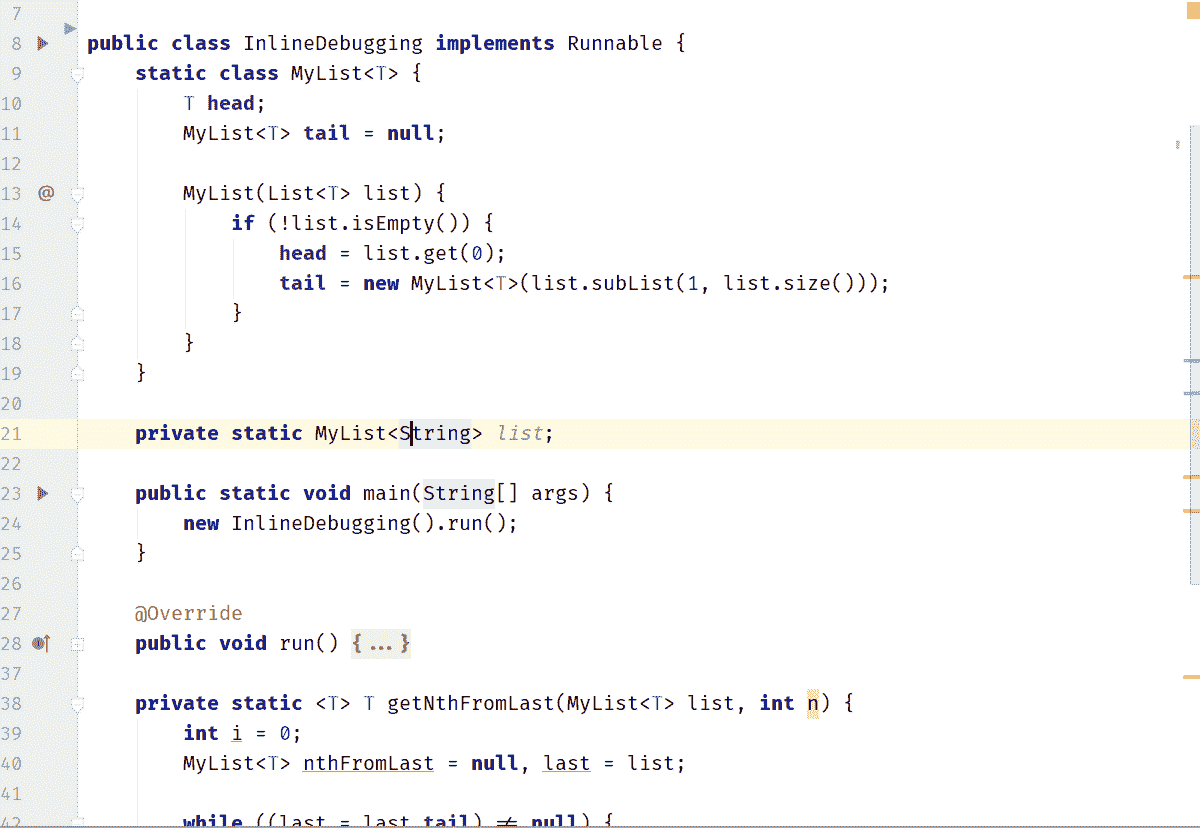 7
8 public class InlineDebugging implements Runnable {
9 static class MyList<T> {
10 T head;
11 MyList<T> tail = null;
12
13 @ MyList(List<T> list) {
14 if (!list.isEmpty()) {
15 head = list.get(0);
16 tail = new MyList<T>(list.subList(1, list.size()));
17 }
18 }
19 }
20
21 private static MyList<String> list;
22
23 public static void main(String[] args) {
24 new InlineDebugging().run();
25 }
26
27 @Override
28 public void run() {...}
37
38 private static <T> T getNthFromLast(MyList<T> list, int n) {
39 int i = 0;
40 MyList<T> nthFromLast = null, last = list;
41
42 while ((last = last.tail) ≠ null) {